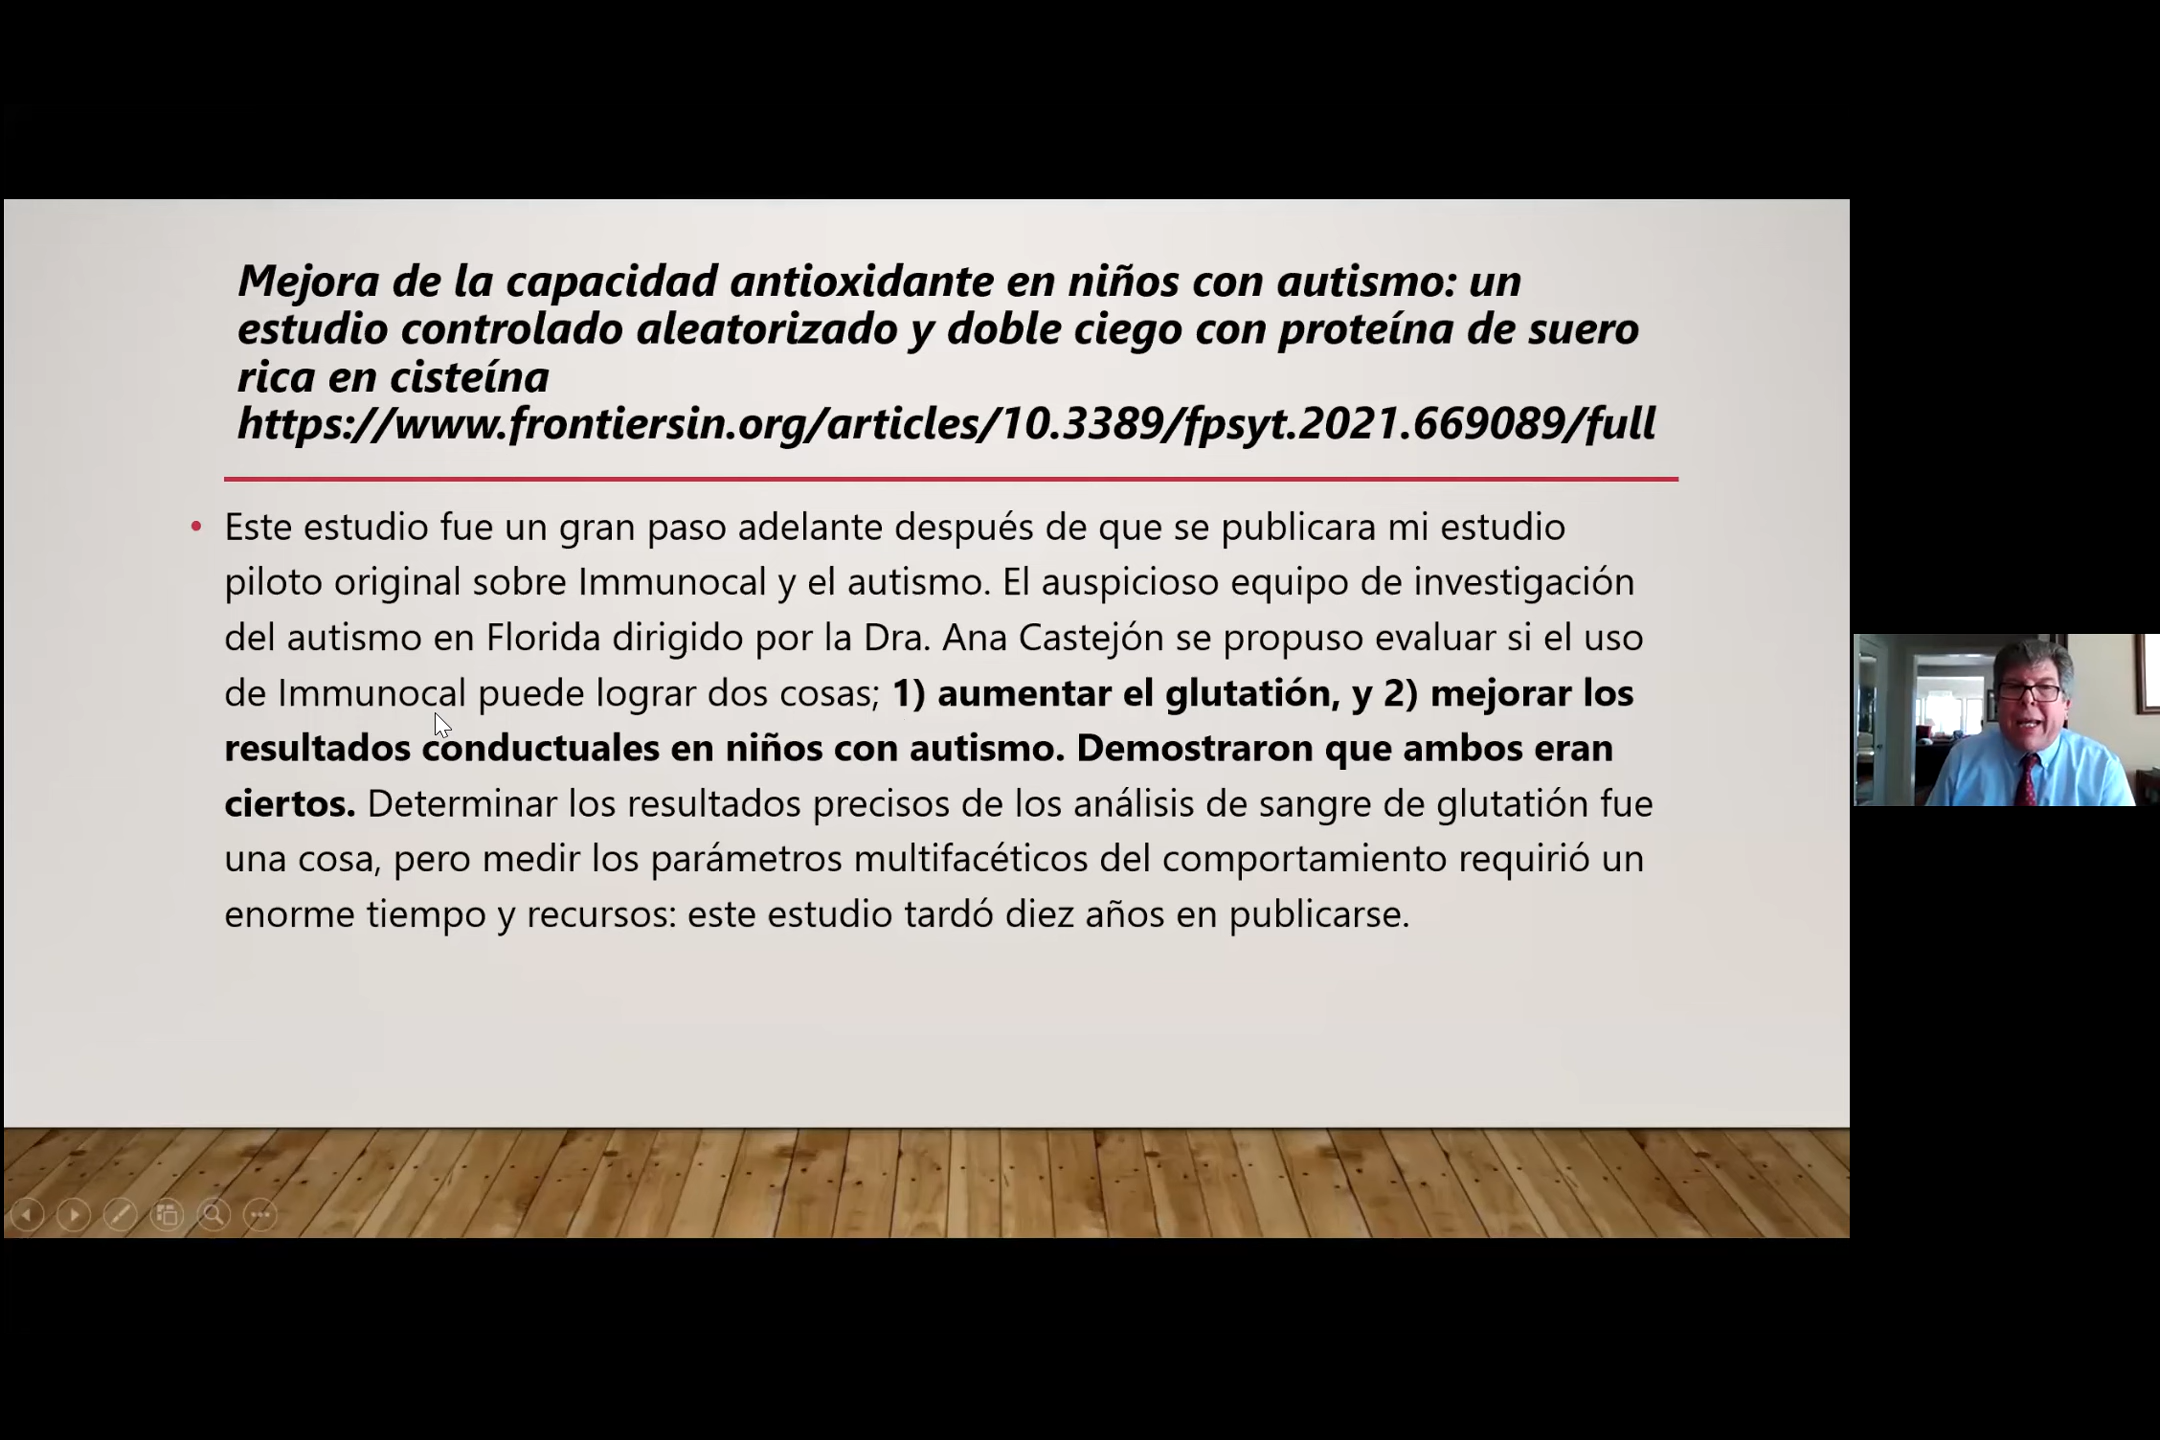 Mejora de la capacidad antioxidante en niños con autismo: un
estudio controlado aleatorizado y doble ciego con proteína de suero
rica en cisteína
https://www.frontiersin.org/articles/10.3389/fpsyt.2021.669089/full
• Este estudio fue un gran paso adelante después de que se publicara mi estudio
piloto original sobre Immunocal y el autismo. El auspicioso equipo de investigación
del autismo en Florida dirigido por la Dra. Ana Castejón se propuso evaluar si el uso
de Immunocal puede lograr dos cosas; 1) aumentar el glutatión, y 2) mejorar los
resultados conductuales en niños con autismo. Demostraron que ambos eran
ciertos. Determinar los resultados precisos de los análisis de sangre de glutatión fue
una cosa, pero medir los parámetros multifacéticos del comportamiento requirió un
enorme tiempo y recursos: este estudio tardó diez años en publicarse.